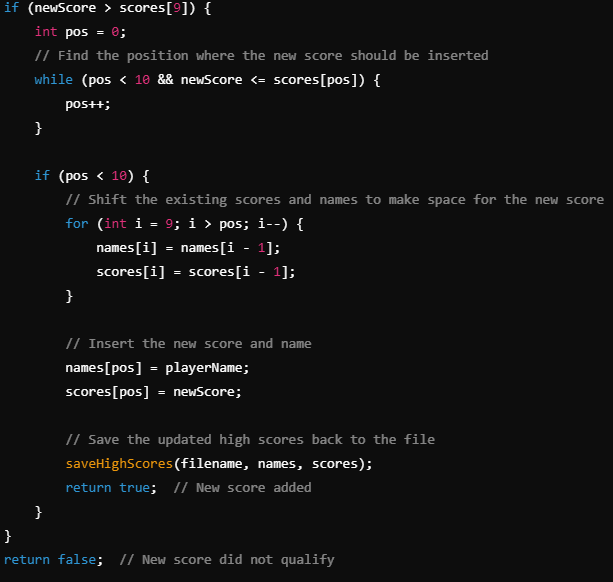 if (newScore > scores[9]) {
    int pos = 0;
    // Find the position where the new score should be inserted
    while (pos < 10 && newScore <= scores[pos]) {
        pos++;
    }

    if (pos < 10) {
        // Shift the existing scores and names to make space for the new score
        for (int i = 9; i > pos; i--) {
            names[i] = names[i - 1];
            scores[i] = scores[i - 1];
        }

        // Insert the new score and name
        names[pos] = playerName;
        scores[pos] = newScore;

        // Save the updated high scores back to the file
        saveHighScores(filename, names, scores);
        return true;  // New score added
    }
}
return false;  // New score did not qualify